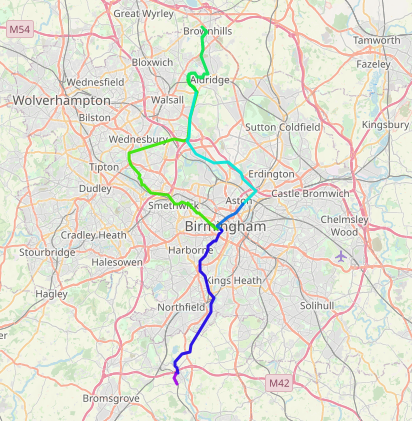 Great Wyrley
M54
Brownhills
Tamworth
Bloxwich
Fazeley
Wednesfield
Aldridge
Wolverhampton
Walsall
Kingsbury
Bilston
Sutton Coldfield
Wednesbury
Tipton
Erdington
Dudley
Castle Bromwich
Aston
Smethwick
Chelmsley
Wood
Birmingham
Cradley Heath
Harborne
Stourbridge
Halesowen
Kings Heath
Hagley
Northfield
Solihull
M42
Bromsgrove